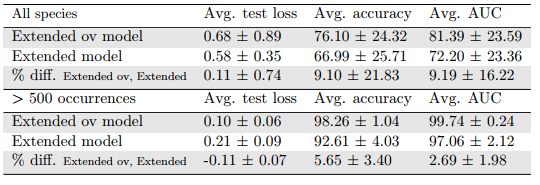 All species Avg. test loss Avg. accuracy Avg. AUC
Extended ov model 0.68 ± 0.89 76.10 ± 24.32 81.39 ± 23.59
Extended model 0.58 ± 0.35 66.99 ± 25.71 72.20 ± 23.36
% diff. Extended ov, Extended 0.11 ± 0.74 9.10 ± 21.83 9.19 ± 16.22
> 500 occurrences Avg. test loss Avg. accuracy Avg. AUC
Extended ov model 0.10 ± 0.06 98.26 ± 1.04 99.74 ± 0.24
Extended model 0.21 ± 0.09 92.61 ± 4.03 97.06 ± 2.12
% diff. Extended ov, Extended -0.11 ± 0.07 5.65 ± 3.40 2.69 ± 1.98